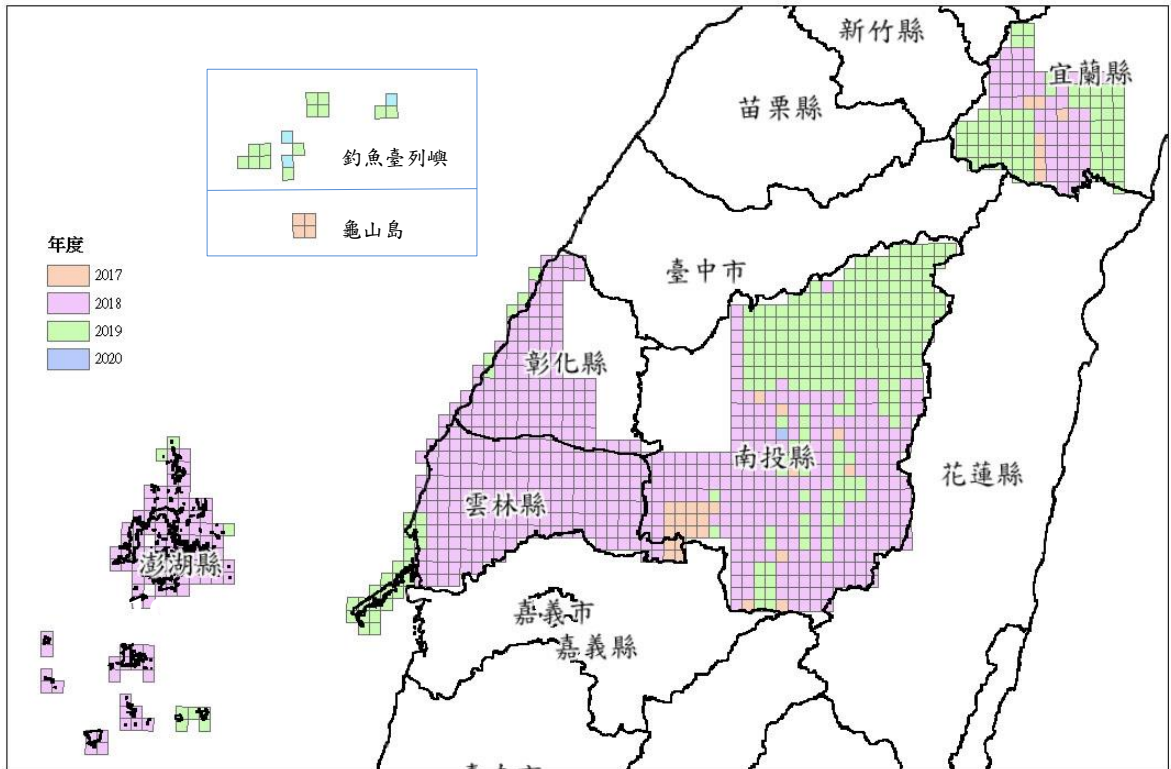 新竹縣
宜蘭縣
苗栗縣
釣魚臺列嶼
龜山島
年度
2017
2018
2019
2020
臺中市
彰化縣
南投縣
花蓮縣
雲林縣
澎湖縣
嘉義市
嘉義縣